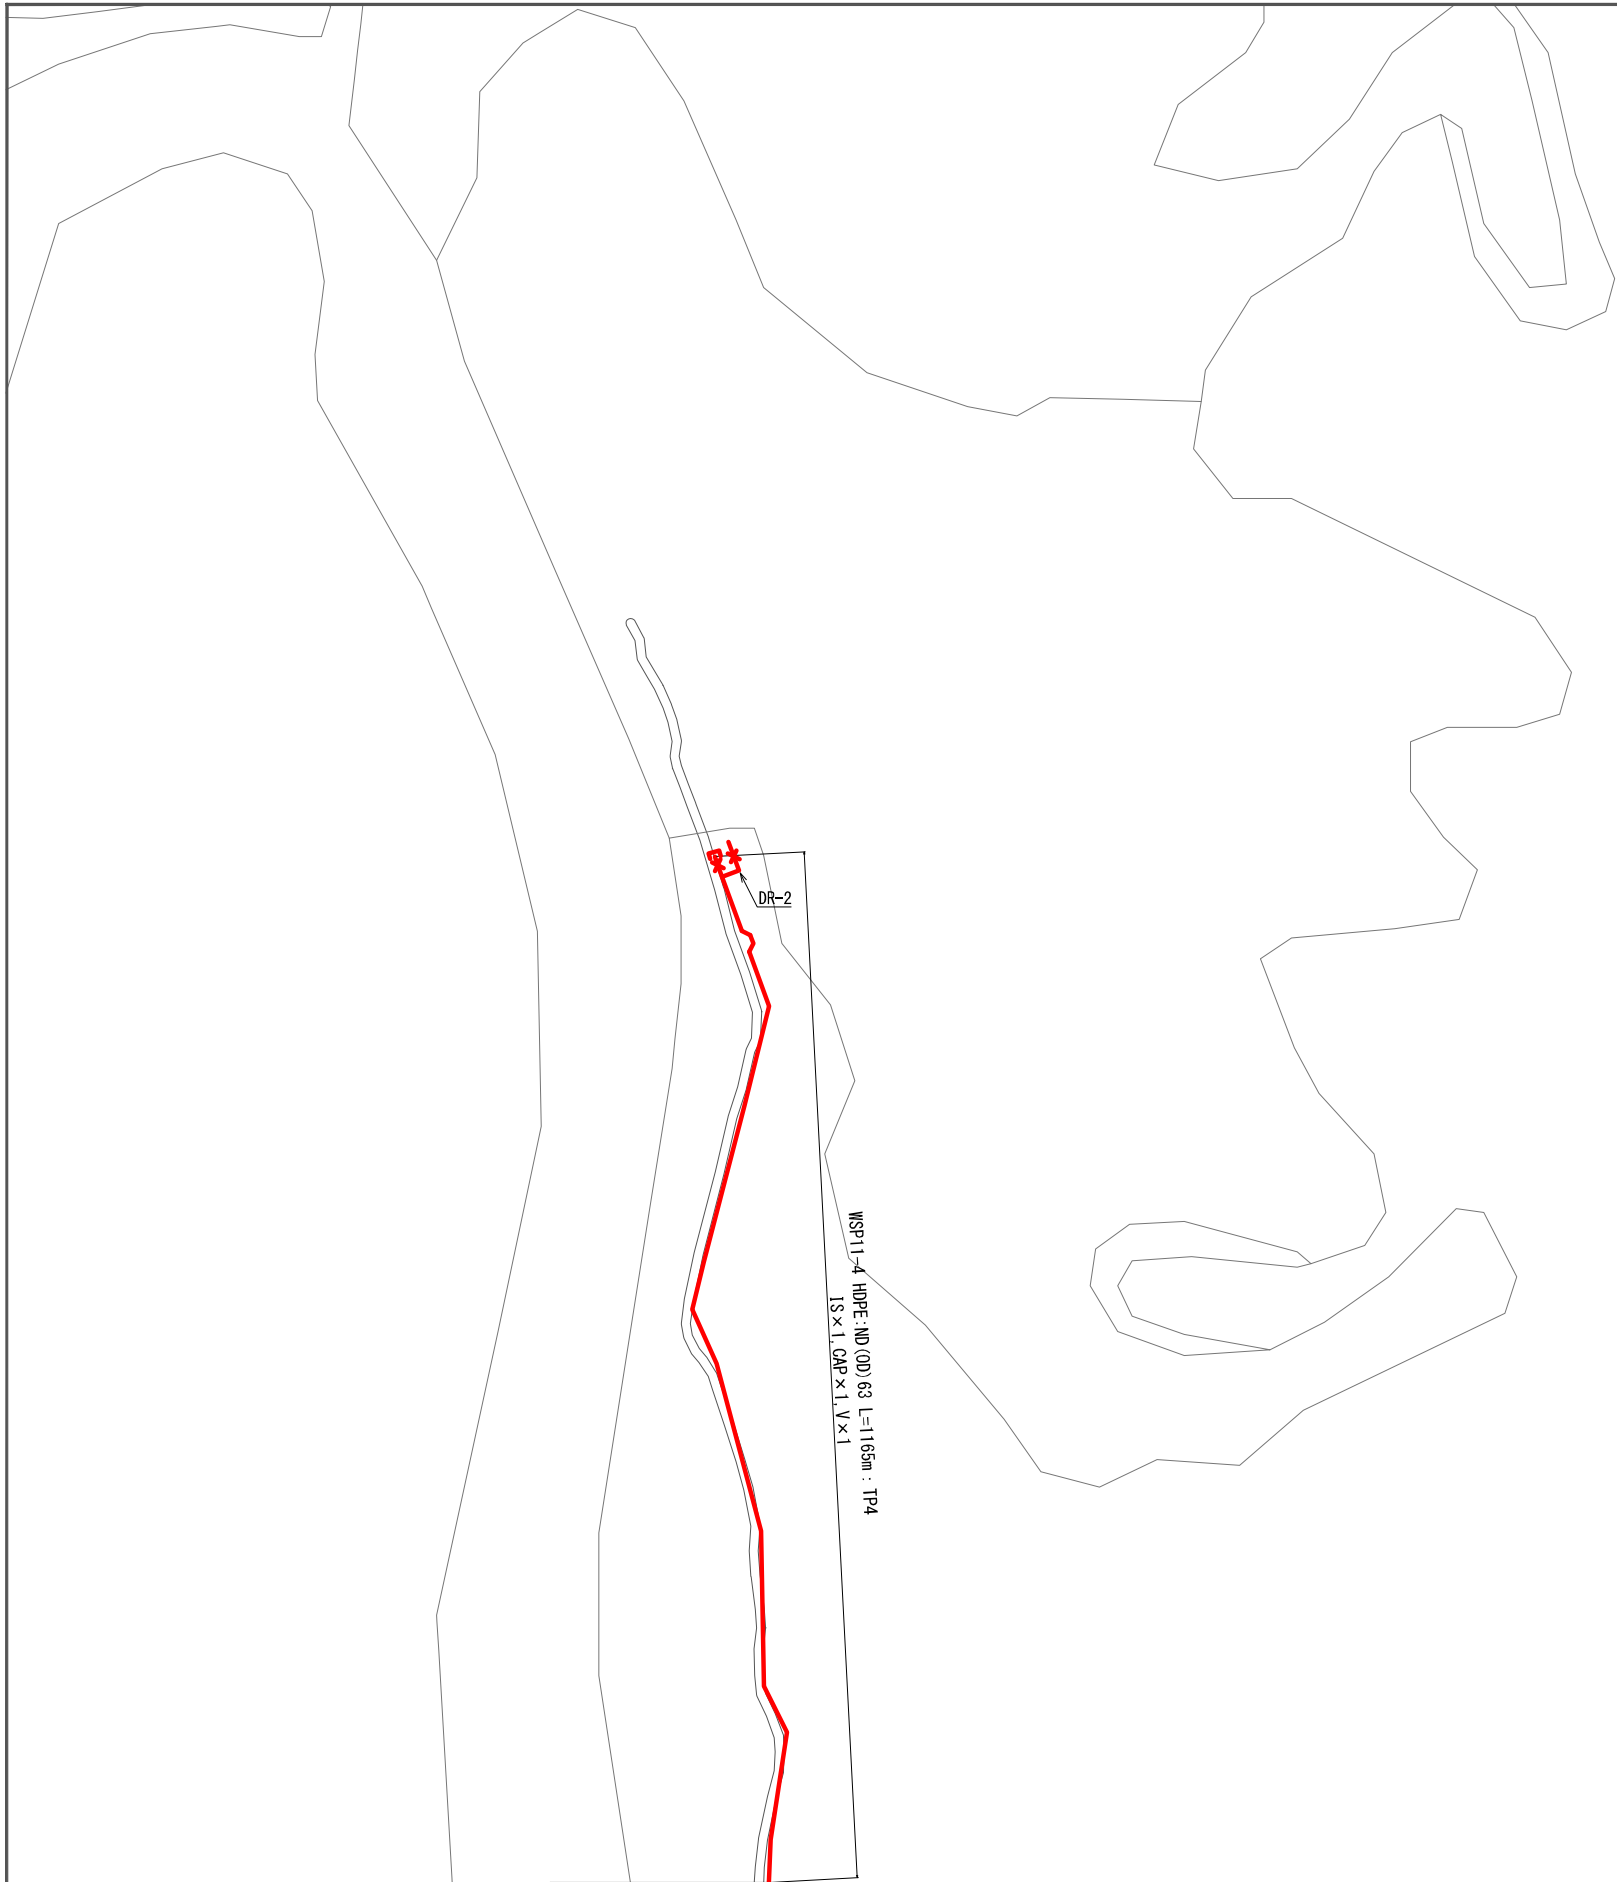 DR-2
WSP11-4 HDPE:ND(OD)63 L=1165m : TP4
IS×1, CAP×1, V×1